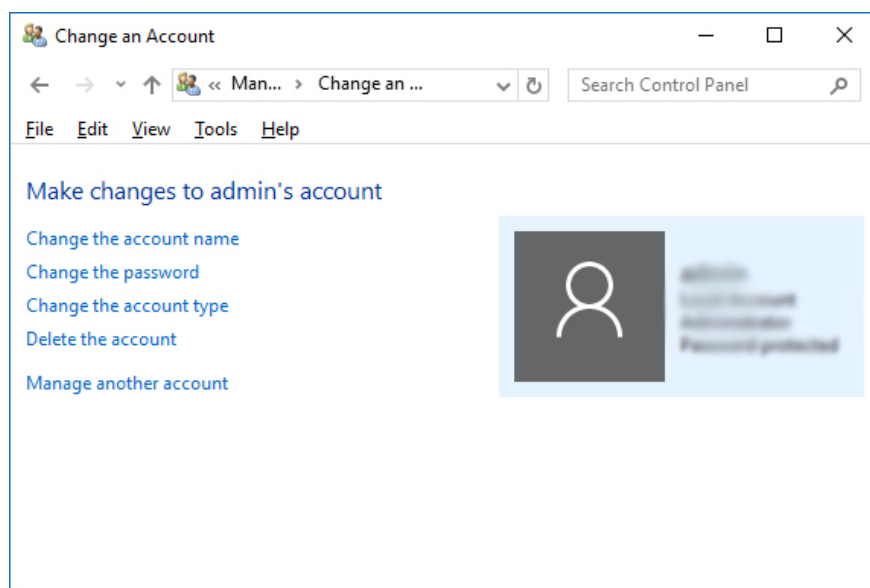 Change an Account
« Man... › Change an ...
Search Control Panel
File Edit View Tools Help
Make changes to admin's account
Change the account name
Change the password
Change the account type
Delete the account
Manage another account